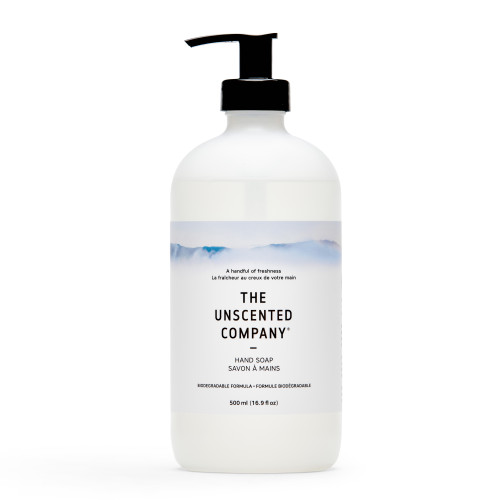 A handful of freshness
La fraîcheur au creux de votre main
THE
UNSCENTED
COMPANY®
HAND SOAP
SAVON À MAINS
BIODEGRADABLE FORMULA • FORMULE BIODÉGRADABLE
500 ml (16.9 fl oz)